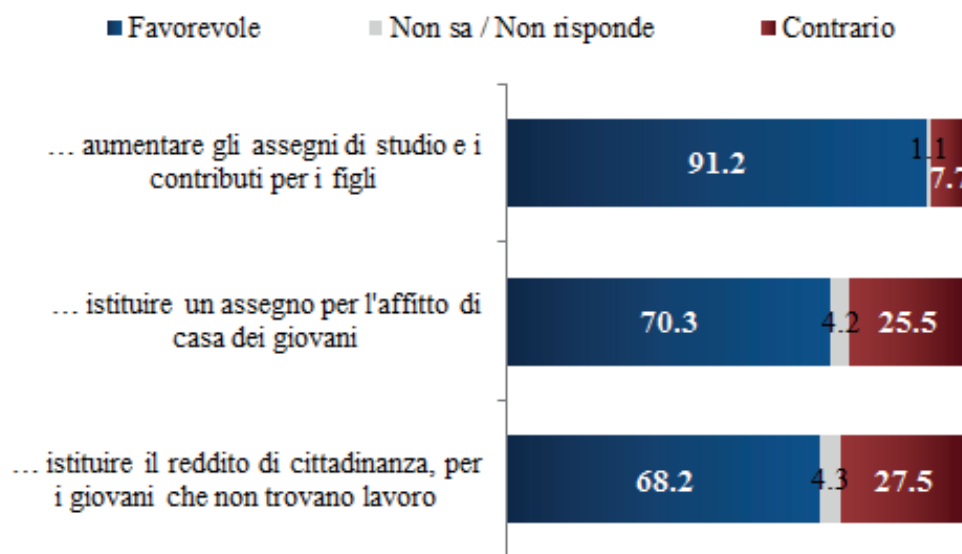 Favorevole Non sa / Non risponde Contrario
… aumentare gli assegni di studio e i
contributi per i figli
91.2 1.1 7.7
… istituire un assegno per l'affitto di
casa dei giovani
70.3 4.2 25.5
… istituire il reddito di cittadinanza, per
i giovani che non trovano lavoro
68.2 4.3 27.5